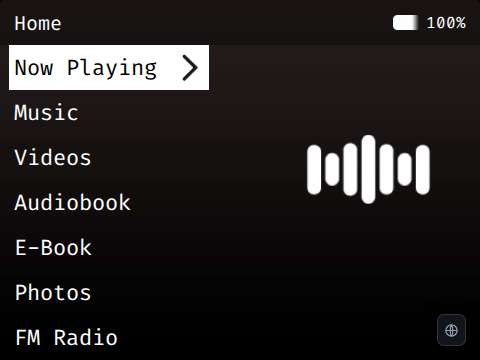 Home
100%
Now Playing
Music
Videos
Audiobook
E-Book
Photos
FM Radio